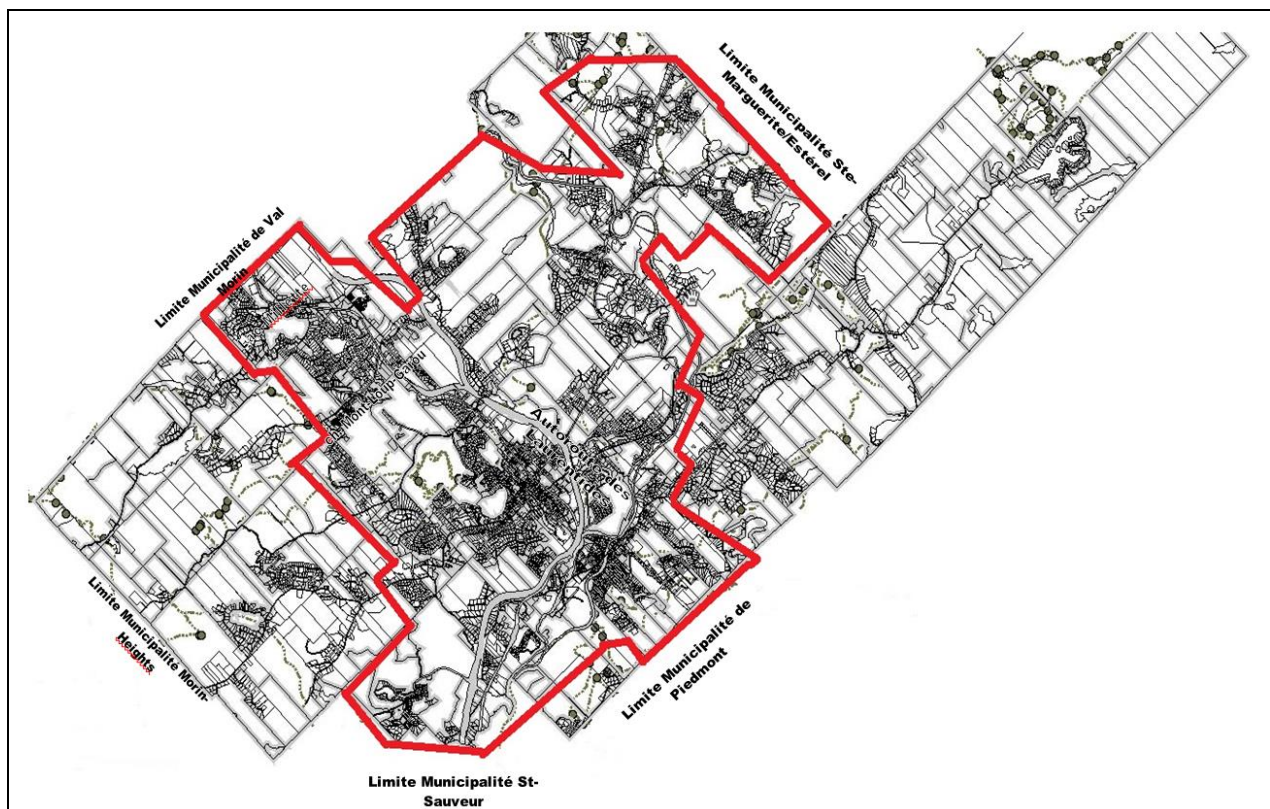 Limite Municipalité Ste-
Marguerite/Estérel
Limite Municipalité de Val
Morin
Autoroute des
Laurentides
Limite Municipalité Morin-
Heights
Limite Municipalité de
Piedmont
Limite Municipalité St-
Sauveur